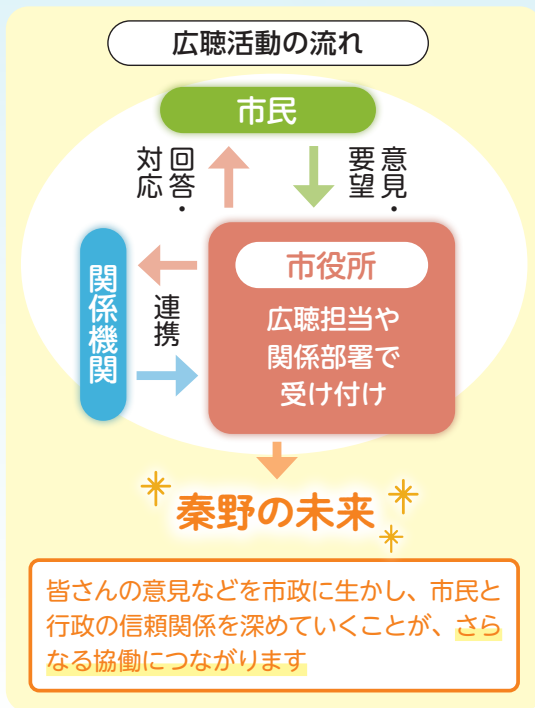 広聴活動の流れ
市民
回答・
対応
意見・
要望
関係機関
連携
市役所
広聴担当や
関係部署で
受け付け
秦野の未来
皆さんの意見などを市政に生かし、市民と
行政の信頼関係を深めていくことが、さら
なる協働につながります